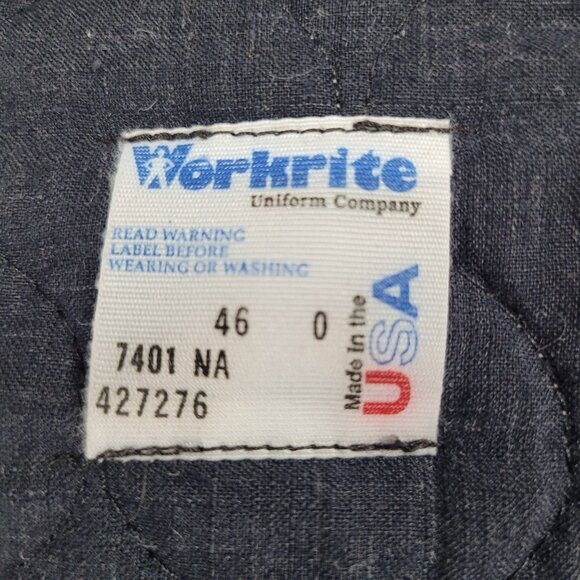 Workrite
Uniform Company
READ WARNING
LABEL BEFORE
WEARING OR WASHING
46 0
7401 NA
427276
Made In the
USA